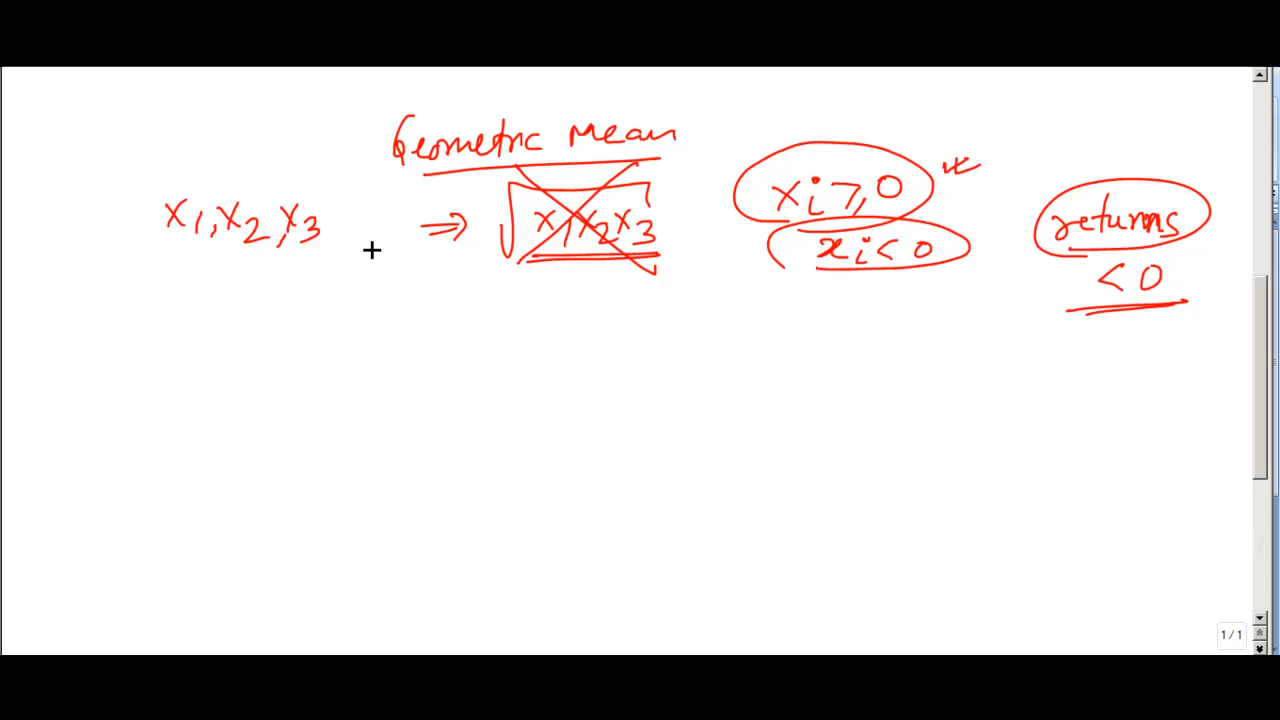 Geometric Mean
x1, x2, x3 ⇒ √x1x2x3
xi ≥ 0
xi < 0
returns
< 0
1 / 1